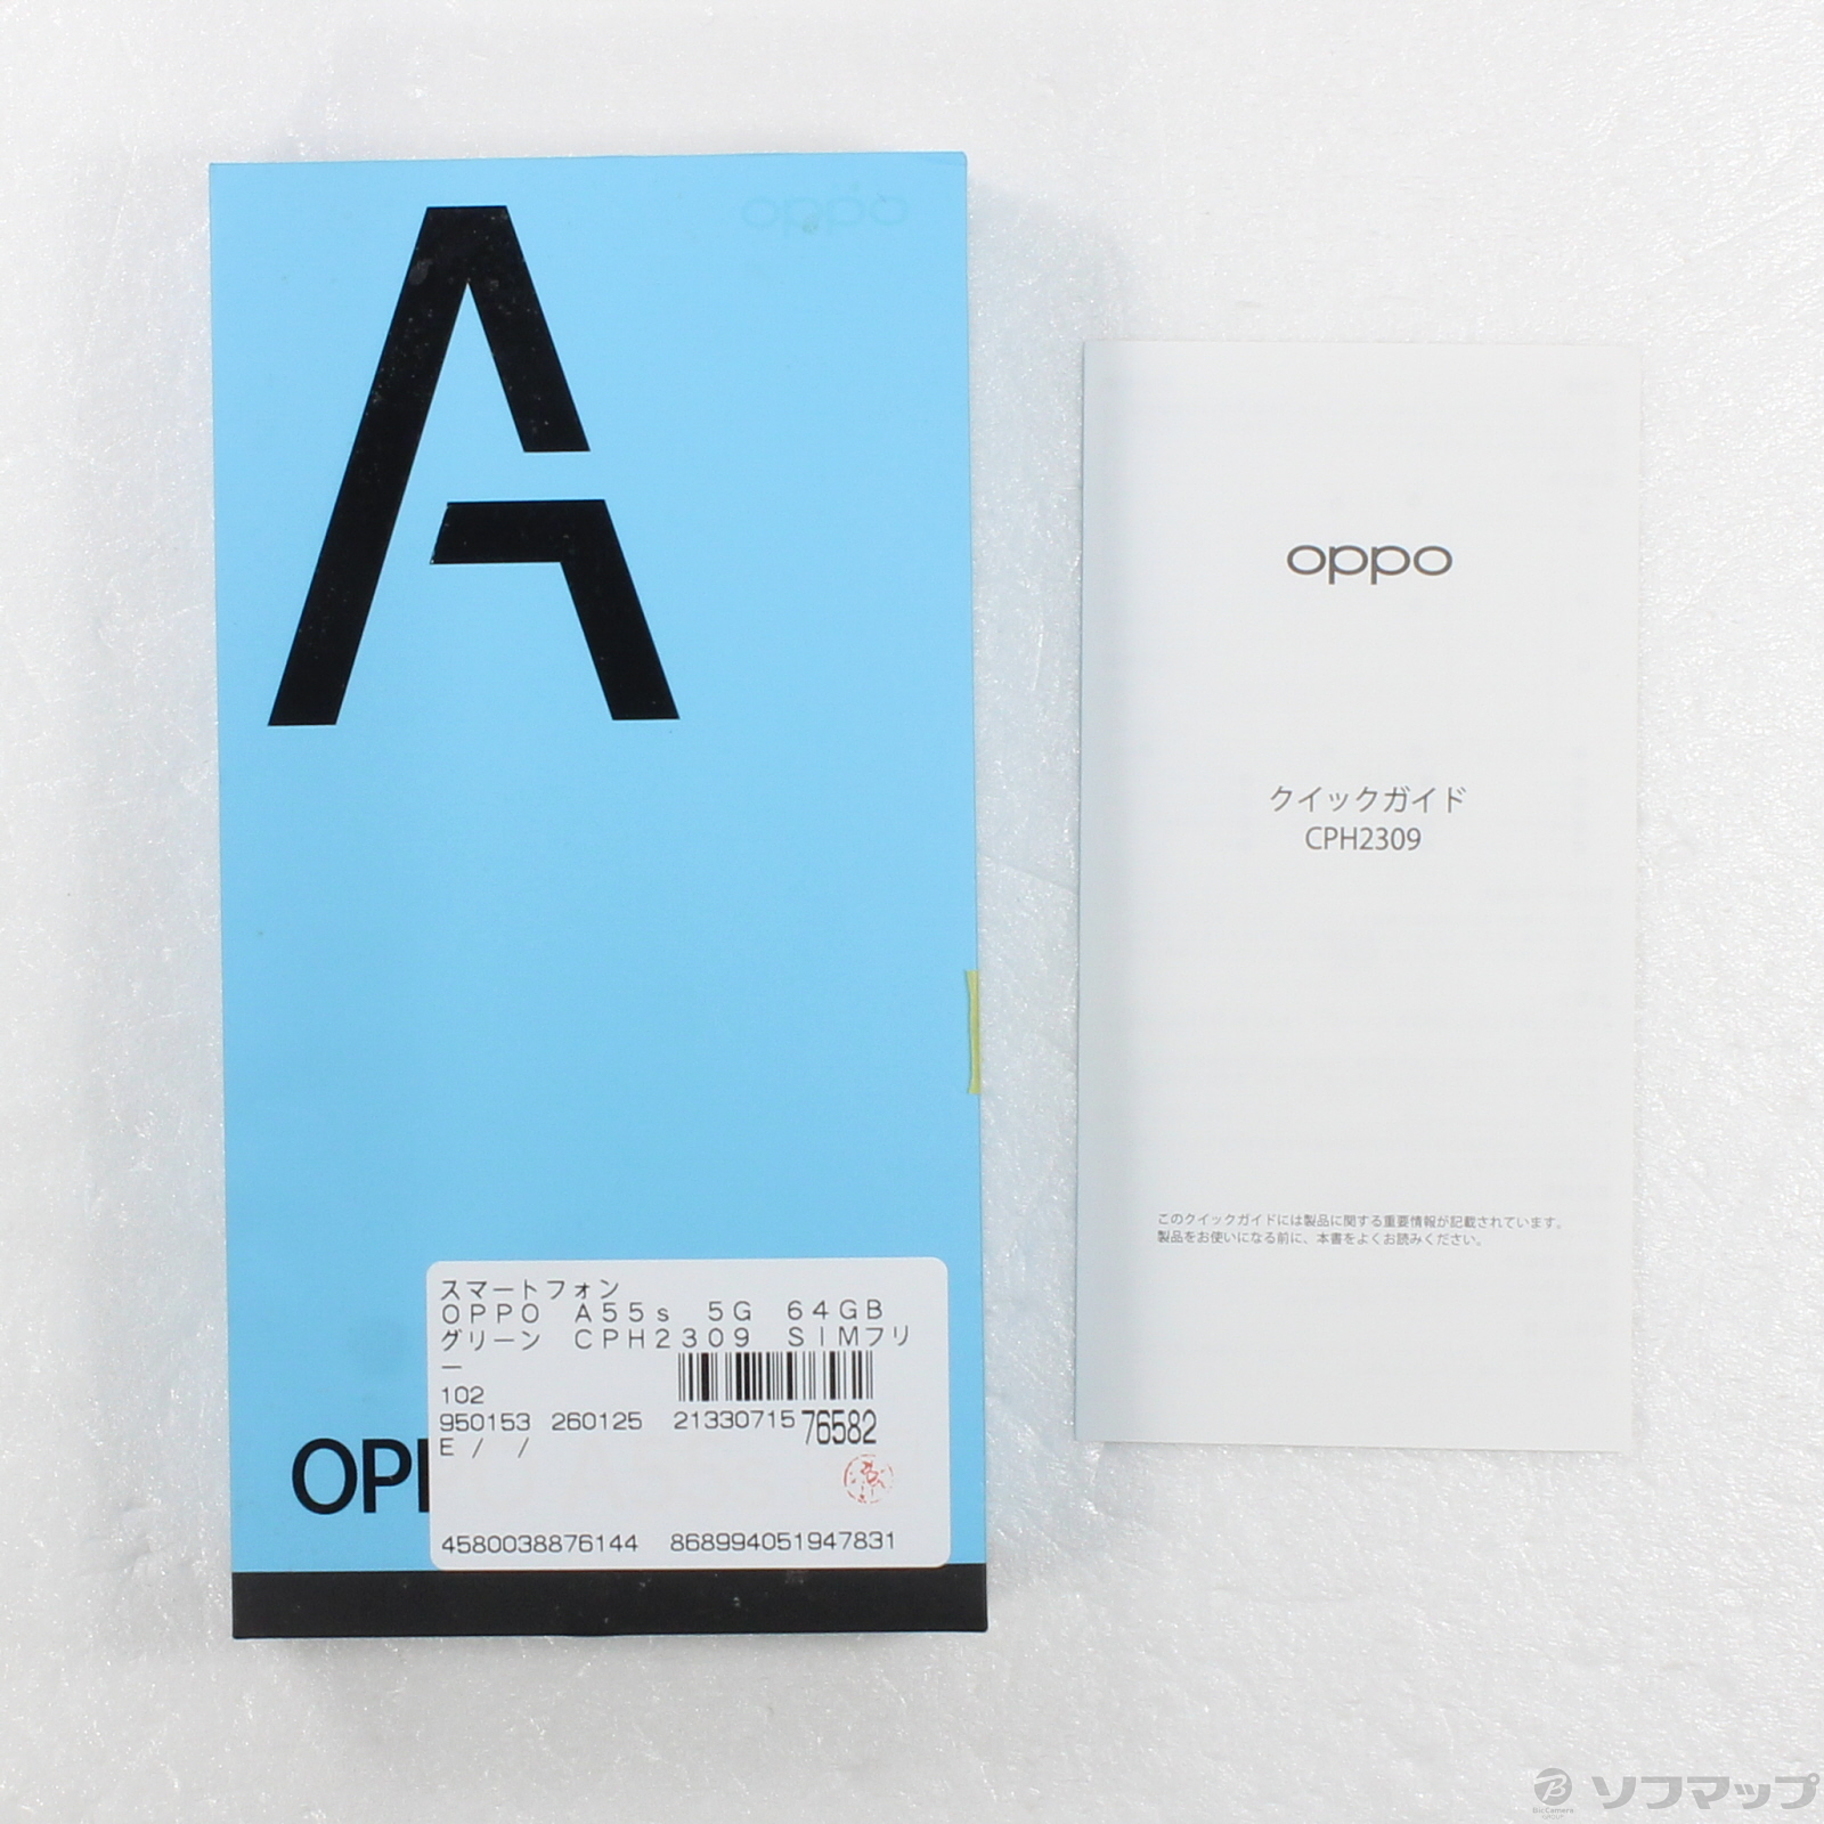 A
oppo
スマートフォン
OPPO A55s 5G 64GB
グリーン CPH2309 SIMフリ
ー
102
950153 260125 21330715 76582
E / /
OPP
4580038876144 868994051947831
oppo
クイックガイド
CPH2309
このクイックガイドには製品に関する重要情報が記載されています。
製品をお使いになる前に、本書をよくお読みください。
B
BicCamera
GROUP
ソフマップ